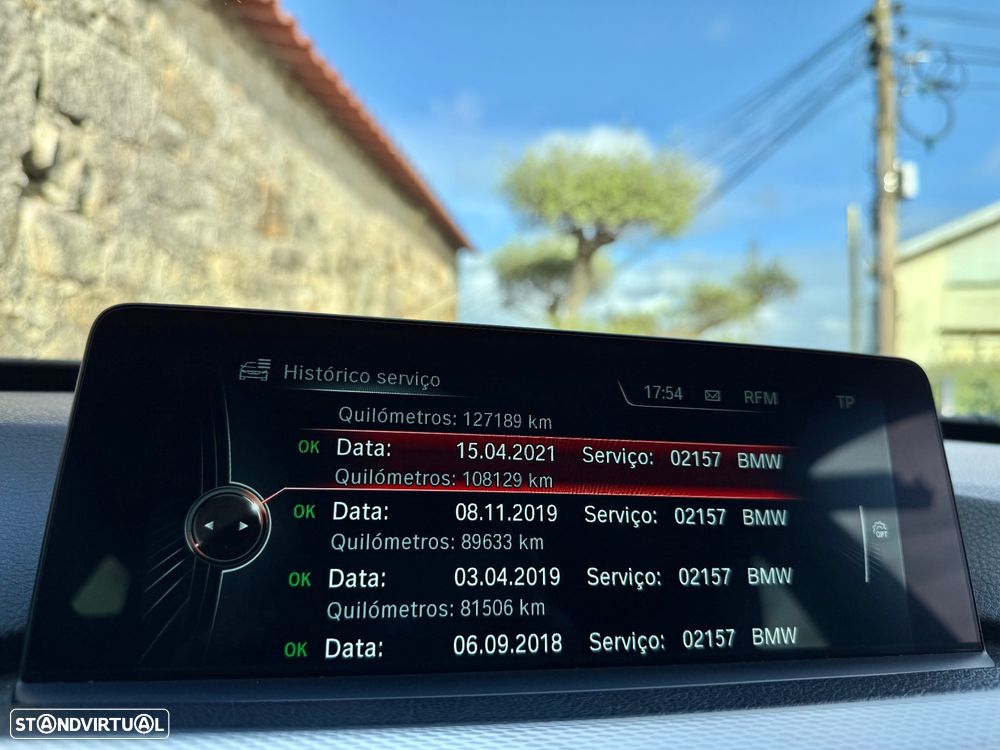 Histórico serviço
17:54 RFM TP
Quilómetros: 127189 km
OK Data: 15.04.2021 Serviço: 02157 BMW
Quilómetros: 108129 km
OK Data: 08.11.2019 Serviço: 02157 BMW
Quilómetros: 89633 km
OK Data: 03.04.2019 Serviço: 02157 BMW
Quilómetros: 81506 km
OK Data: 06.09.2018 Serviço: 02157 BMW
OPT
STANDVIRTUAL